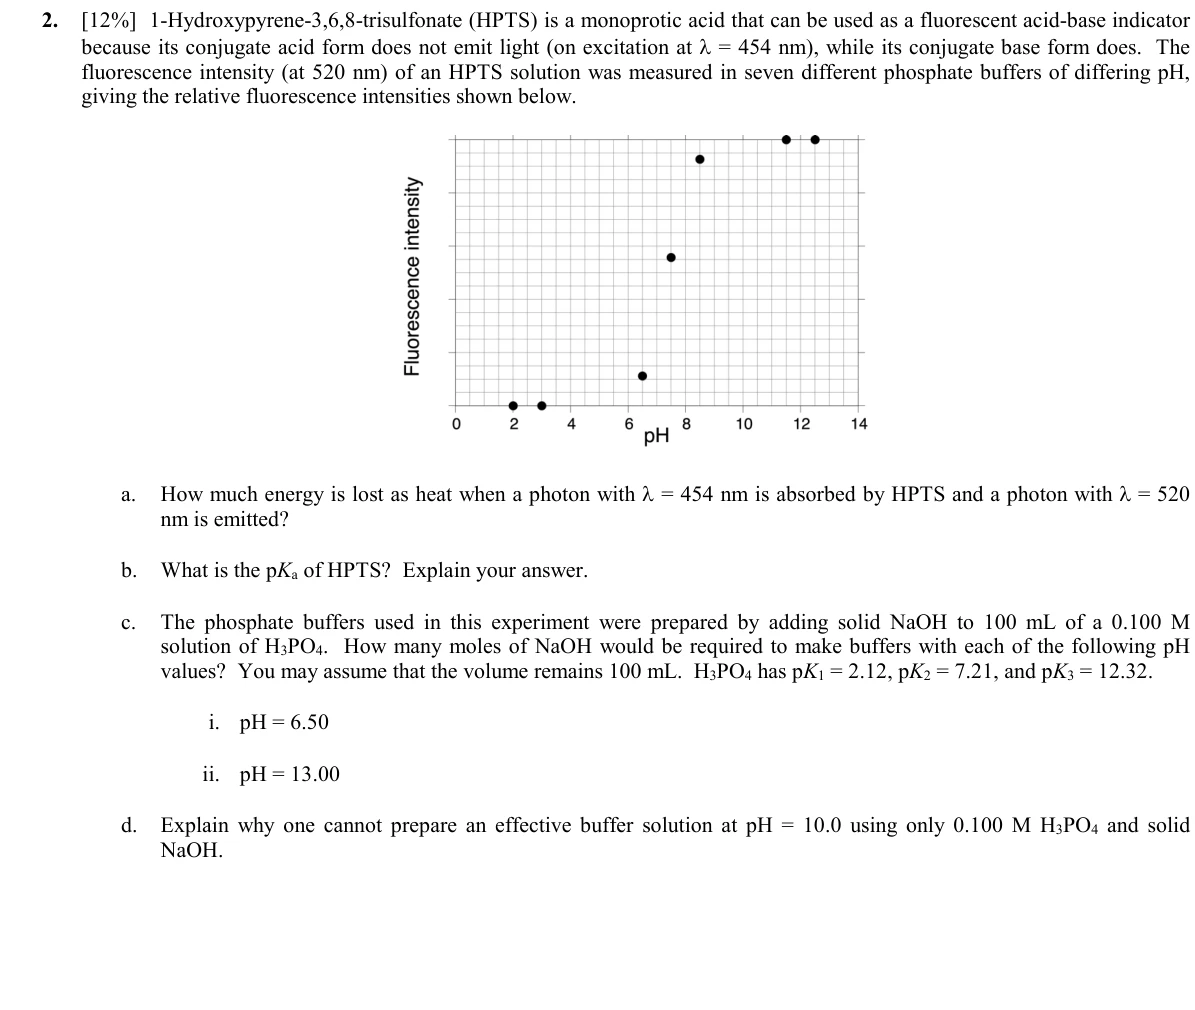 2. [12%] 1-Hydroxypyrene-3,6,8-trisulfonate (HPTS) is a monoprotic acid that can be used as a fluorescent acid-base indicator
because its conjugate acid form does not emit light (on excitation at λ = 454 nm), while its conjugate base form does. The
fluorescence intensity (at 520 nm) of an HPTS solution was measured in seven different phosphate buffers of differing pH,
giving the relative fluorescence intensities shown below.
Fluorescence intensity
0 2 4 6 8 10 12 14
pH
a. How much energy is lost as heat when a photon with λ = 454 nm is absorbed by HPTS and a photon with λ = 520
nm is emitted?
b. What is the pKₐ of HPTS? Explain your answer.
c. The phosphate buffers used in this experiment were prepared by adding solid NaOH to 100 mL of a 0.100 M
solution of H₃PO₄. How many moles of NaOH would be required to make buffers with each of the following pH
values? You may assume that the volume remains 100 mL. H₃PO₄ has pK₁ = 2.12, pK₂ = 7.21, and pK₃ = 12.32.
i. pH = 6.50
ii. pH = 13.00
d. Explain why one cannot prepare an effective buffer solution at pH = 10.0 using only 0.100 M H₃PO₄ and solid
NaOH.